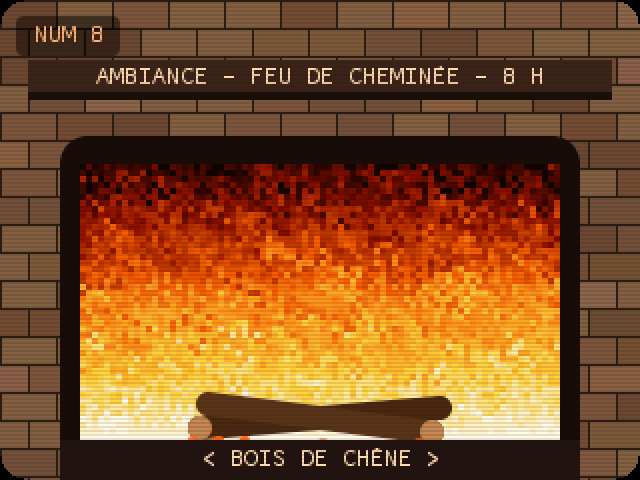 NUM 8
AMBIANCE – FEU DE CHEMINÉE – 8 H
< BOIS DE CHÊNE >